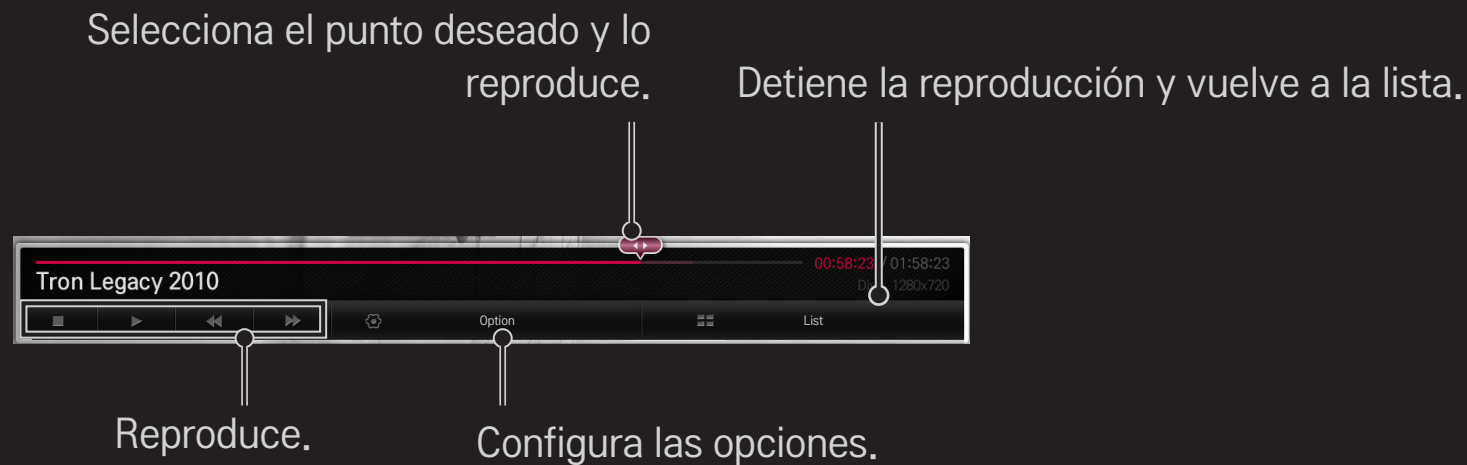 Selecciona el punto deseado y lo
reproduce.
Detiene la reproducción y vuelve a la lista.
00:58:23 / 01:58:23
Tron Legacy 2010
1280x720
Option
List
Reproduce.
Configura las opciones.